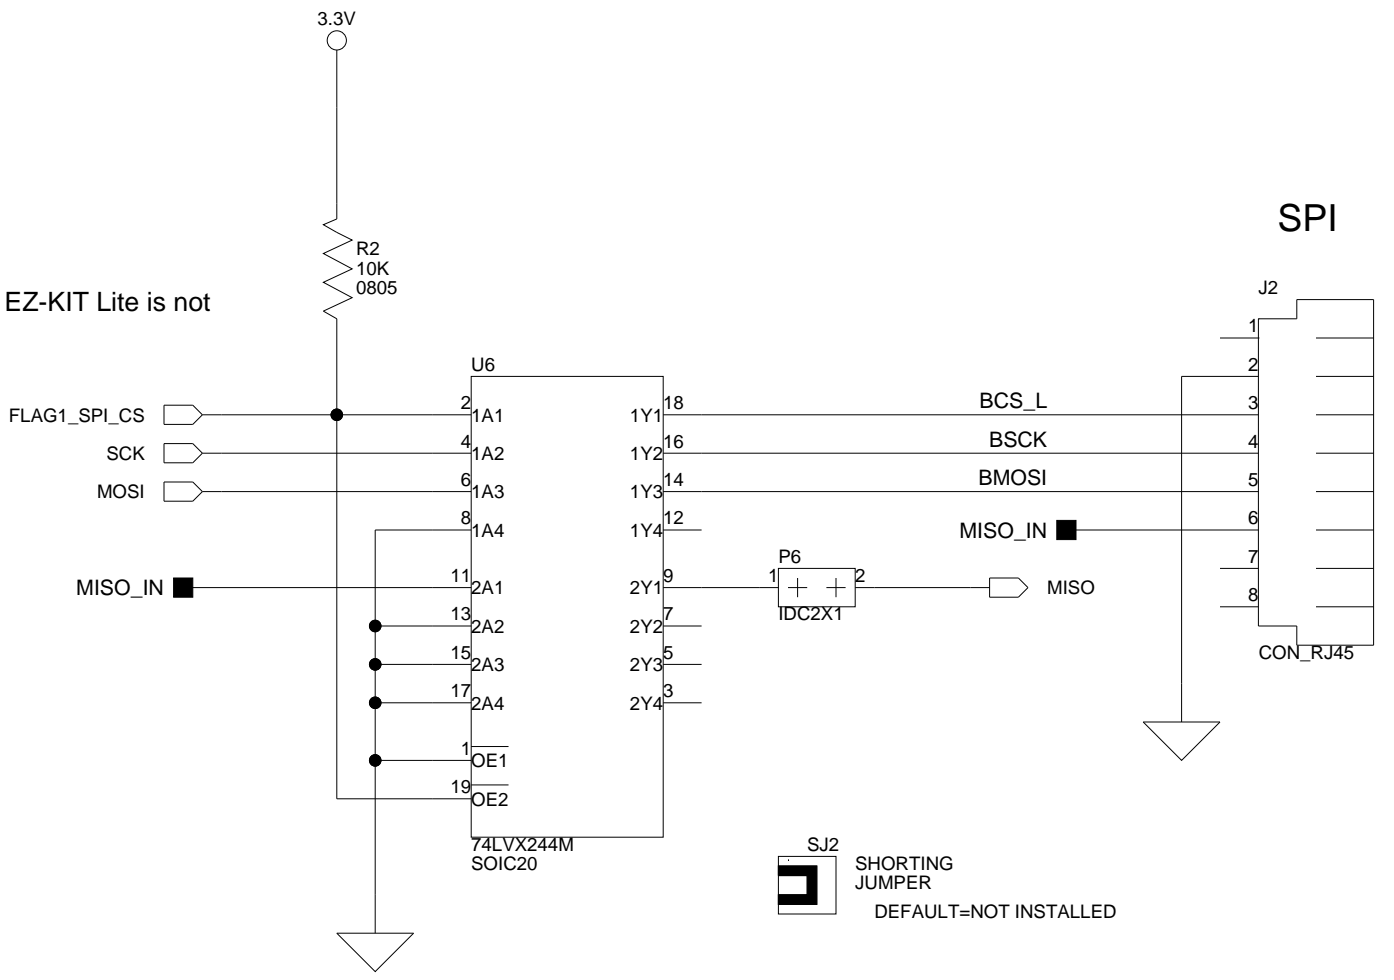 3.3V
SPI
R2
10K
0805
EZ-KIT Lite is not
J2
1
2
3
4
5
6
7
8
CON_RJ45
U6
FLAG1_SPI_CS
SCK
MOSI
MISO_IN
2 1A1
4 1A2
6 1A3
8 1A4
11 2A1
13 2A2
15 2A3
17 2A4
1 OE1
19 OE2
1Y1 18
1Y2 16
1Y3 14
1Y4 12
2Y1 9
2Y2 7
2Y3 5
2Y4 3
74LVX244M
SOIC20
BCS_L
BSCK
BMOSI
MISO_IN
P6
1 2
IDC2X1
MISO
SJ2
SHORTING
JUMPER
DEFAULT=NOT INSTALLED